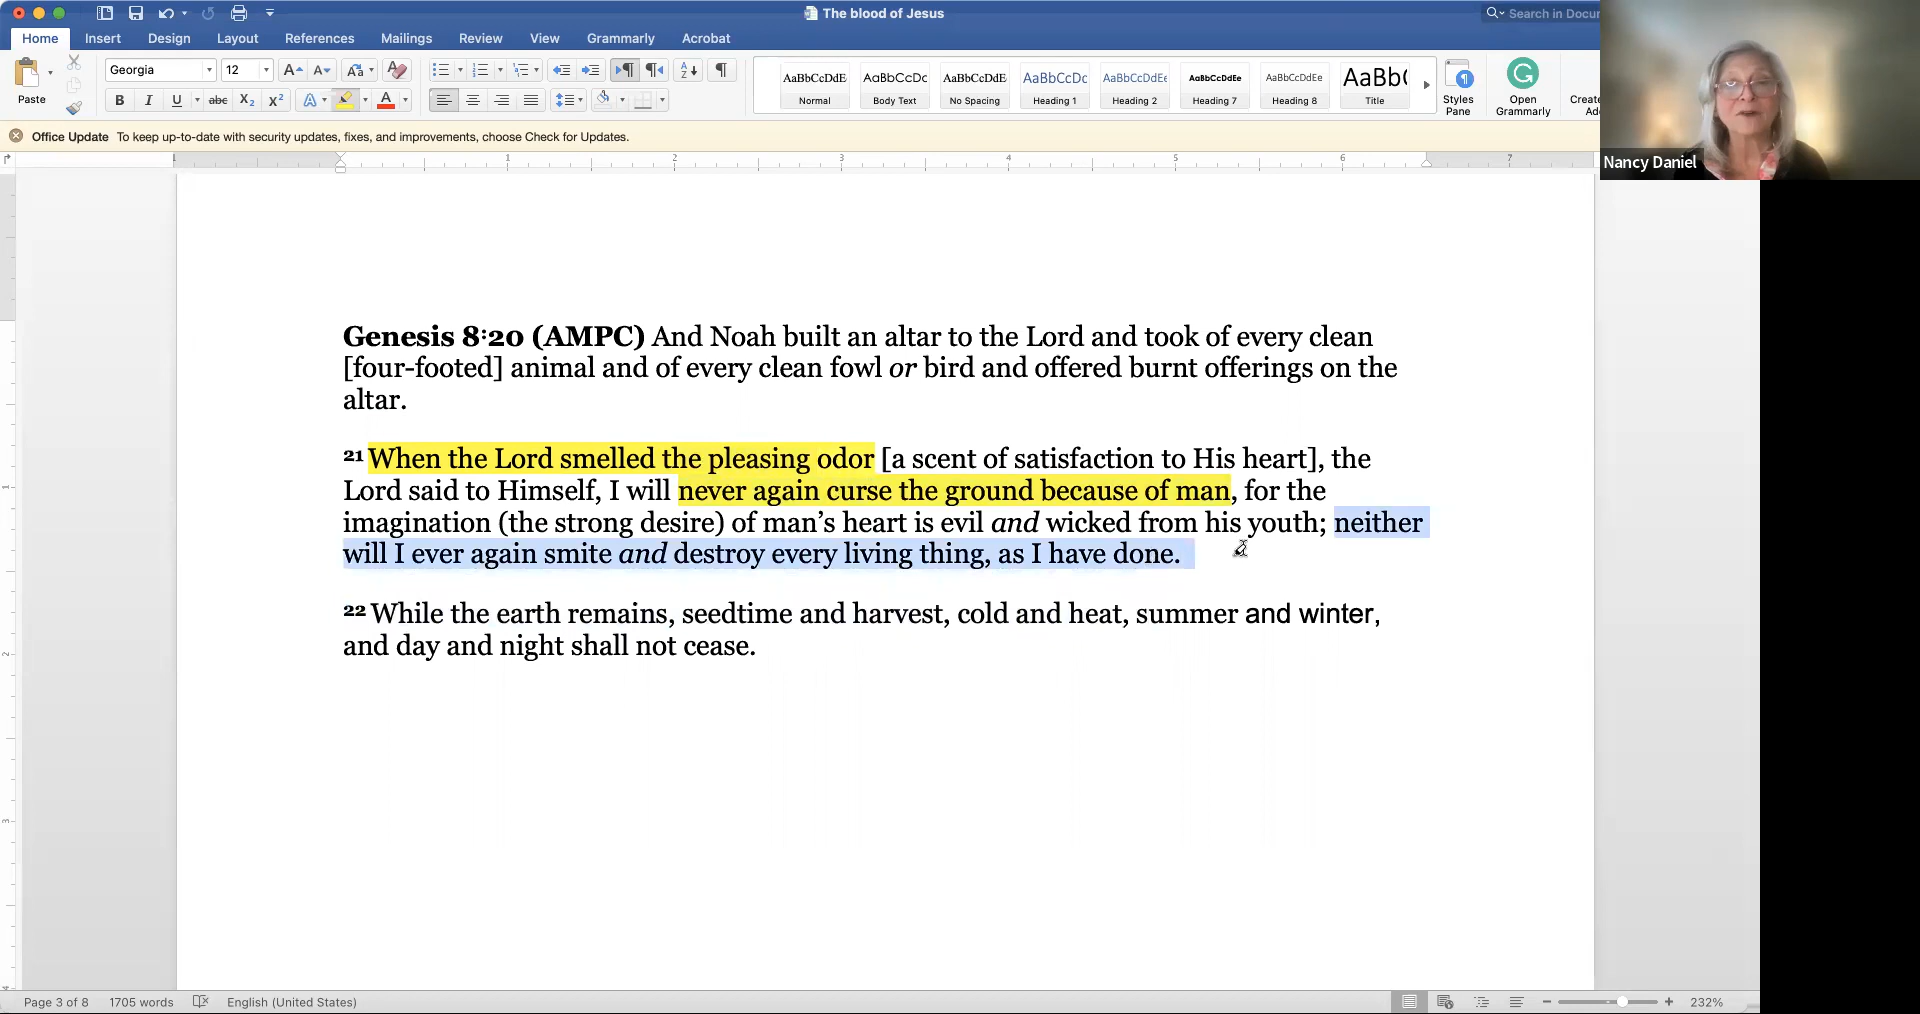 The blood of Jesus
Search in Docu
Home Insert Design Layout References Mailings Review View Grammarly Acrobat
Paste
Georgia 12
AaBbCcDdE AaBbCcDc AaBbCcDdE AaBbCcDc AaBbCcDdEe AaBbCcDdEe AaBbCcDdEe AaBb(
Normal Body Text No Spacing Heading 1 Heading 2 Heading 7 Heading 8 Title
Styles Pane
Open Grammarly
Office Update To keep up-to-date with security updates, fixes, and improvements, choose Check for Updates.
Nancy Daniel
Genesis 8:20 (AMPC) And Noah built an altar to the Lord and took of every clean
[four-footed] animal and of every clean fowl or bird and offered burnt offerings on the
altar.
21 When the Lord smelled the pleasing odor [a scent of satisfaction to His heart], the
Lord said to Himself, I will never again curse the ground because of man, for the
imagination (the strong desire) of man’s heart is evil and wicked from his youth; neither
will I ever again smite and destroy every living thing, as I have done.
22 While the earth remains, seedtime and harvest, cold and heat, summer and winter,
and day and night shall not cease.
Page 3 of 8 1705 words English (United States) 232%